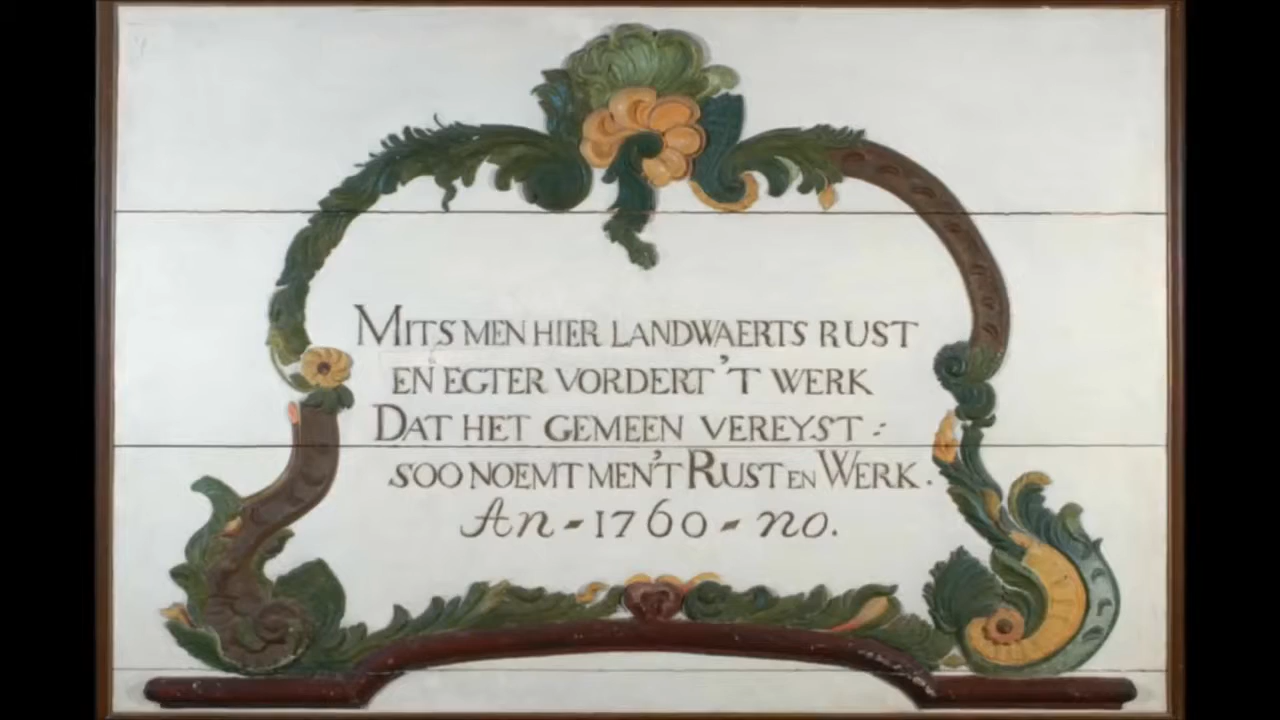 MITS MEN HIER LANDWAERTS RUST
EN EGTER VORDERT 'T WERK
DAT HET GEMEEN VEREYST :
SOO NOEMT MEN'T RUST EN WERK.
An - 1760 - no.